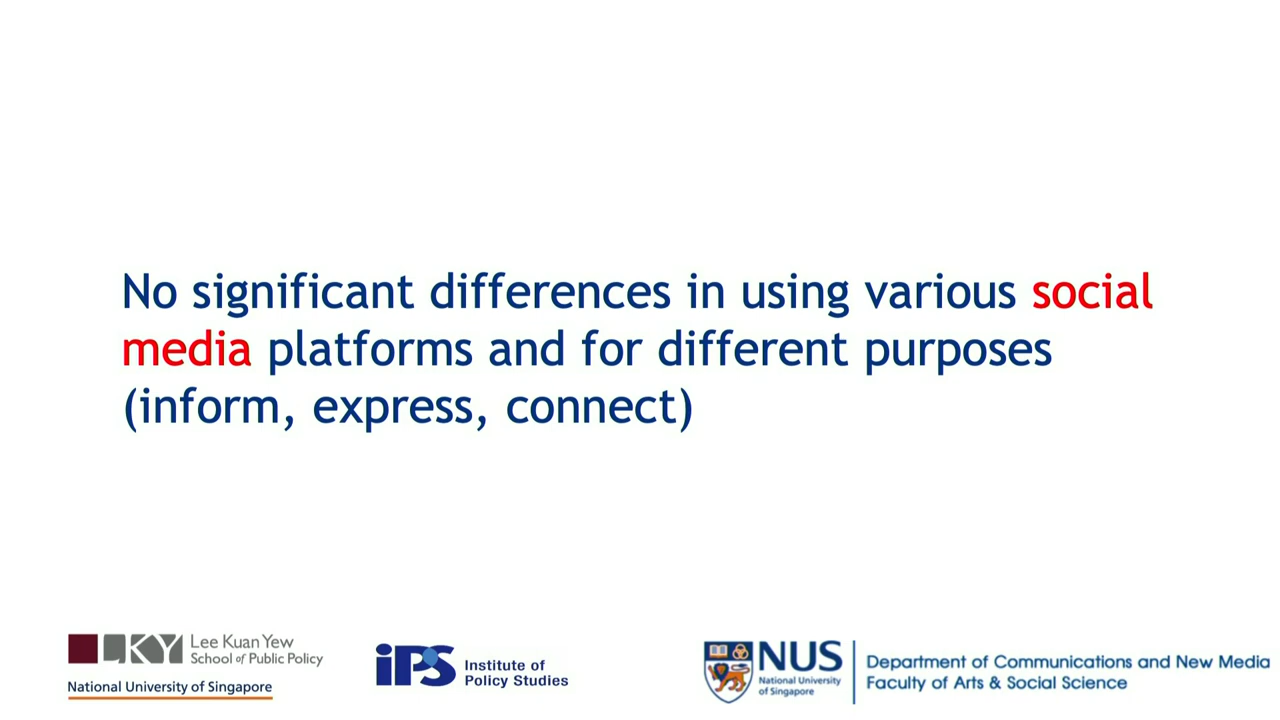 No significant differences in using various social
media platforms and for different purposes
(inform, express, connect)
LKY
Lee Kuan Yew
School of Public Policy
National University of Singapore
iPS
Institute of
Policy Studies
NUS
National University
of Singapore
Department of Communications and New Media
Faculty of Arts & Social Science